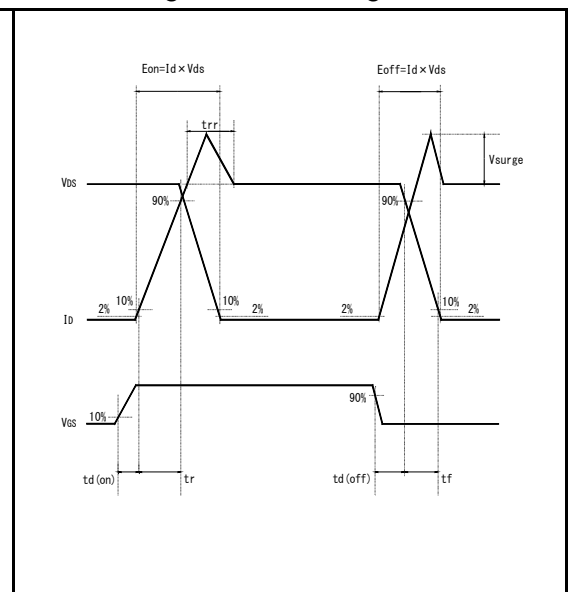 Eon=Id×Vds
Eoff=Id×Vds
trr
Vsurge
VDS
90%
90%
2%
10%
10%
2%
2%
10%
2%
ID
90%
10%
VGS
td(on)
tr
td(off)
tf